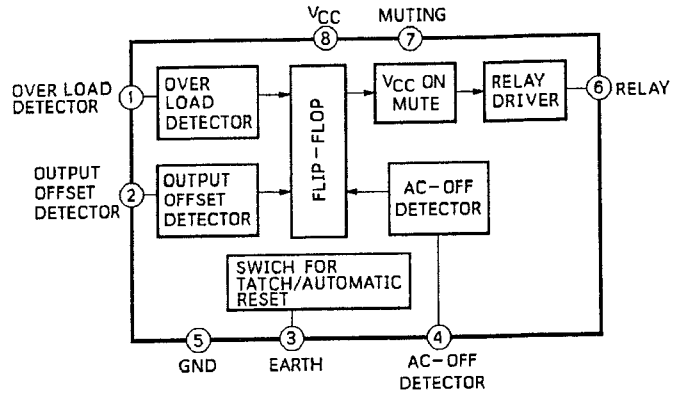 VCC MUTING
8 7
OVER LOAD
DETECTOR
1
OVER
LOAD
DETECTOR
FLIP-FLOP
VCC ON
MUTE
RELAY
DRIVER
6 RELAY
OUTPUT
OFFSET
DETECTOR
2
OUTPUT
OFFSET
DETECTOR
AC-OFF
DETECTOR
SWICH FOR
TATCH/AUTOMATIC
RESET
5 3 4
GND EARTH AC-OFF
DETECTOR